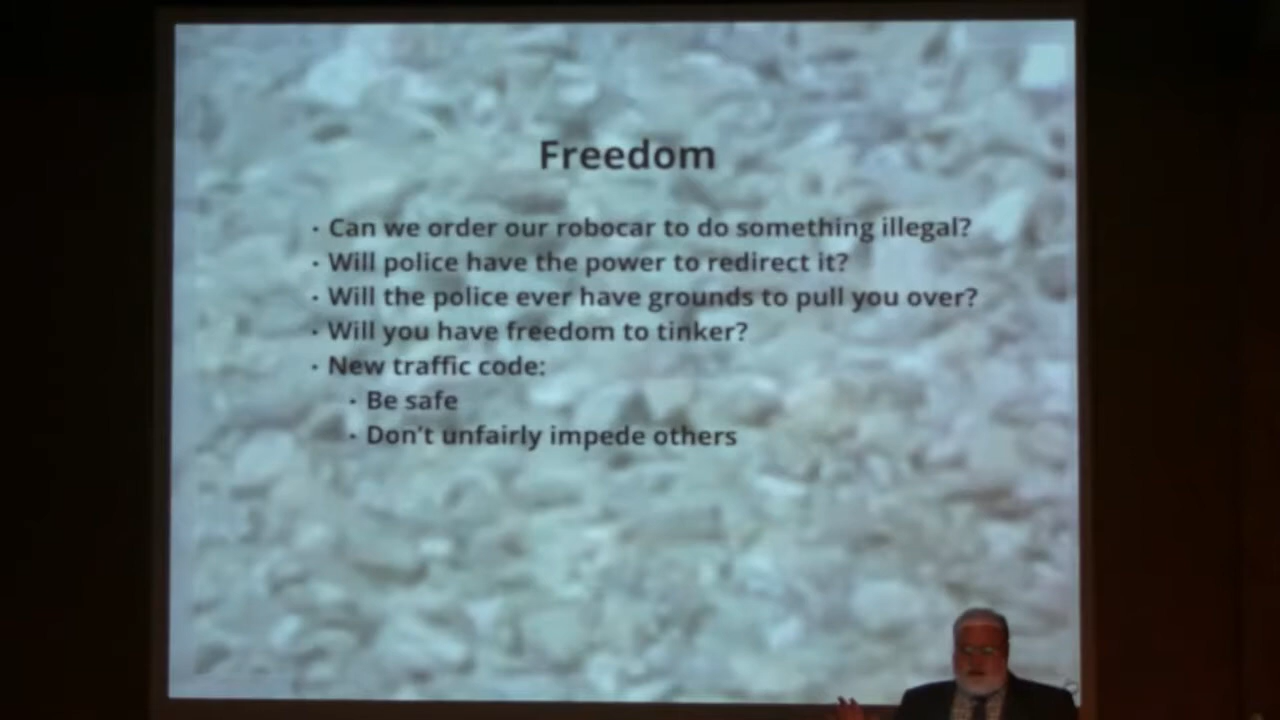 Freedom
· Can we order our robocar to do something illegal?
· Will police have the power to redirect it?
· Will the police ever have grounds to pull you over?
· Will you have freedom to tinker?
· New traffic code:
· Be safe
· Don't unfairly impede others